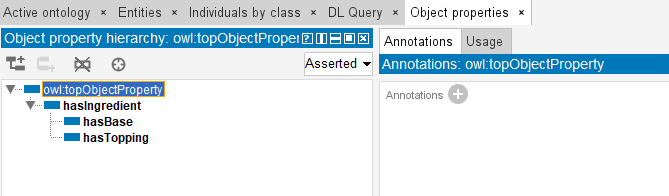 Active ontology × Entities × Individuals by class × DL Query × Object properties ×
Object property hierarchy: owl:topObjectProper
Asserted
owl:topObjectProperty
hasIngredient
hasBase
hasTopping
Annotations Usage
Annotations: owl:topObjectProperty
Annotations